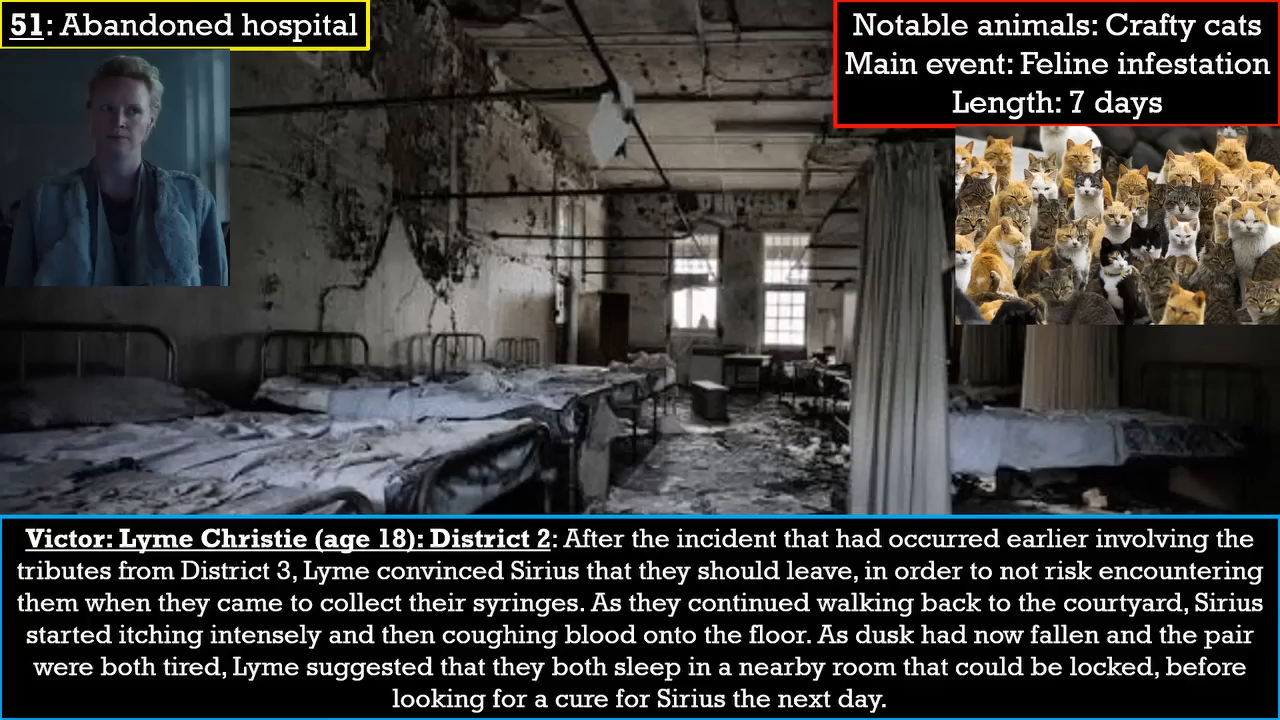 51: Abandoned hospital
Notable animals: Crafty cats
Main event: Feline infestation
Length: 7 days
Victor: Lyme Christie (age 18): District 2: After the incident that had occurred earlier involving the
tributes from District 3, Lyme convinced Sirius that they should leave, in order to not risk encountering
them when they came to collect their syringes. As they continued walking back to the courtyard, Sirius
started itching intensely and then coughing blood onto the floor. As dusk had now fallen and the pair
were both tired, Lyme suggested that they both sleep in a nearby room that could be locked, before
looking for a cure for Sirius the next day.